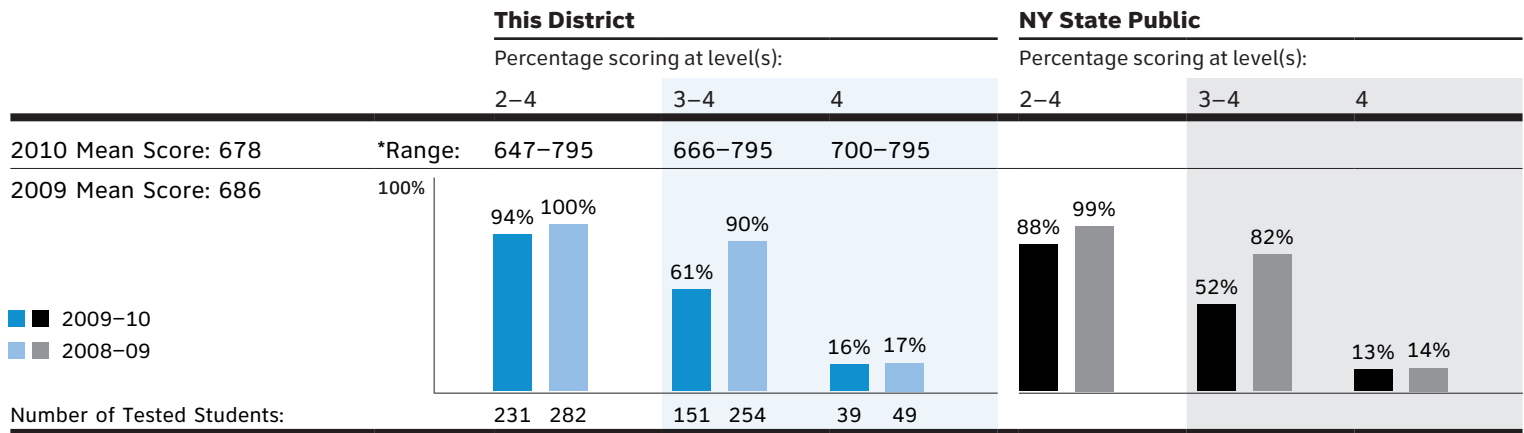 This District NY State Public
Percentage scoring at level(s): Percentage scoring at level(s):
2–4 3–4 4 2–4 3–4 4
2010 Mean Score: 678 *Range: 647–795 666–795 700–795
2009 Mean Score: 686 100%
94% 100% 61% 90% 16% 17% 88% 99% 52% 82% 13% 14%
2009–10
2008–09
Number of Tested Students: 231 282 151 254 39 49